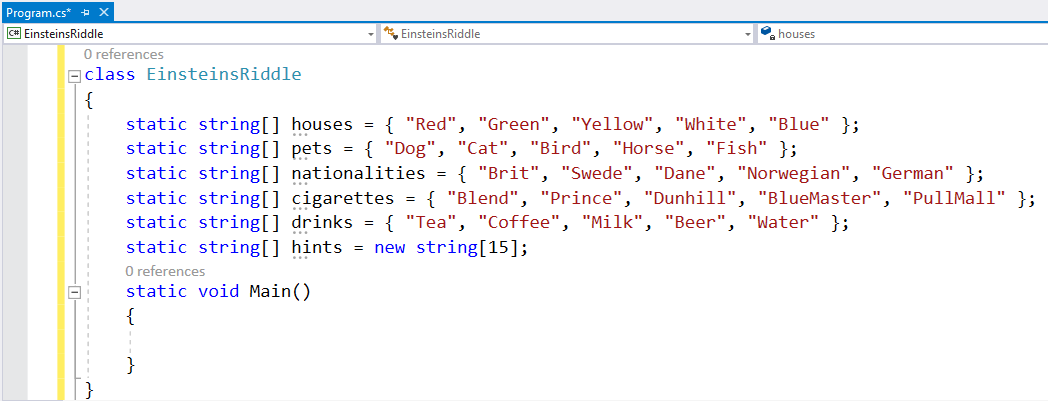 Program.cs*
C# EinsteinsRiddle EinsteinsRiddle houses
0 references
class EinsteinsRiddle
{
static string[] houses = { "Red", "Green", "Yellow", "White", "Blue" };
static string[] pets = { "Dog", "Cat", "Bird", "Horse", "Fish" };
static string[] nationalities = { "Brit", "Swede", "Dane", "Norwegian", "German" };
static string[] cigarettes = { "Blend", "Prince", "Dunhill", "BlueMaster", "PullMall" };
static string[] drinks = { "Tea", "Coffee", "Milk", "Beer", "Water" };
static string[] hints = new string[15];
0 references
static void Main()
{
}
}